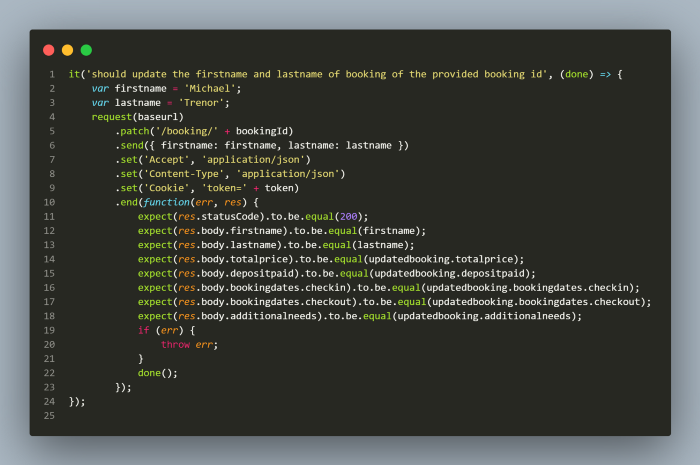 1 it('should update the firstname and lastname of booking of the provided booking id', (done) => {
2     var firstname = 'Michael';
3     var lastname = 'Trenor';
4     request(baseurl)
5         .patch('/booking/' + bookingId)
6         .send({ firstname: firstname, lastname: lastname })
7         .set('Accept', 'application/json')
8         .set('Content-Type', 'application/json')
9         .set('Cookie', 'token=' + token)
10         .end(function(err, res) {
11             expect(res.statusCode).to.be.equal(200);
12             expect(res.body.firstname).to.be.equal(firstname);
13             expect(res.body.lastname).to.be.equal(lastname);
14             expect(res.body.totalprice).to.be.equal(updatedbooking.totalprice);
15             expect(res.body.depositpaid).to.be.equal(updatedbooking.depositpaid);
16             expect(res.body.bookingdates.checkin).to.be.equal(updatedbooking.bookingdates.checkin);
17             expect(res.body.bookingdates.checkout).to.be.equal(updatedbooking.bookingdates.checkout);
18             expect(res.body.additionalneeds).to.be.equal(updatedbooking.additionalneeds);
19             if (err) {
20                 throw err;
21             }
22             done();
23         });
24 });
25